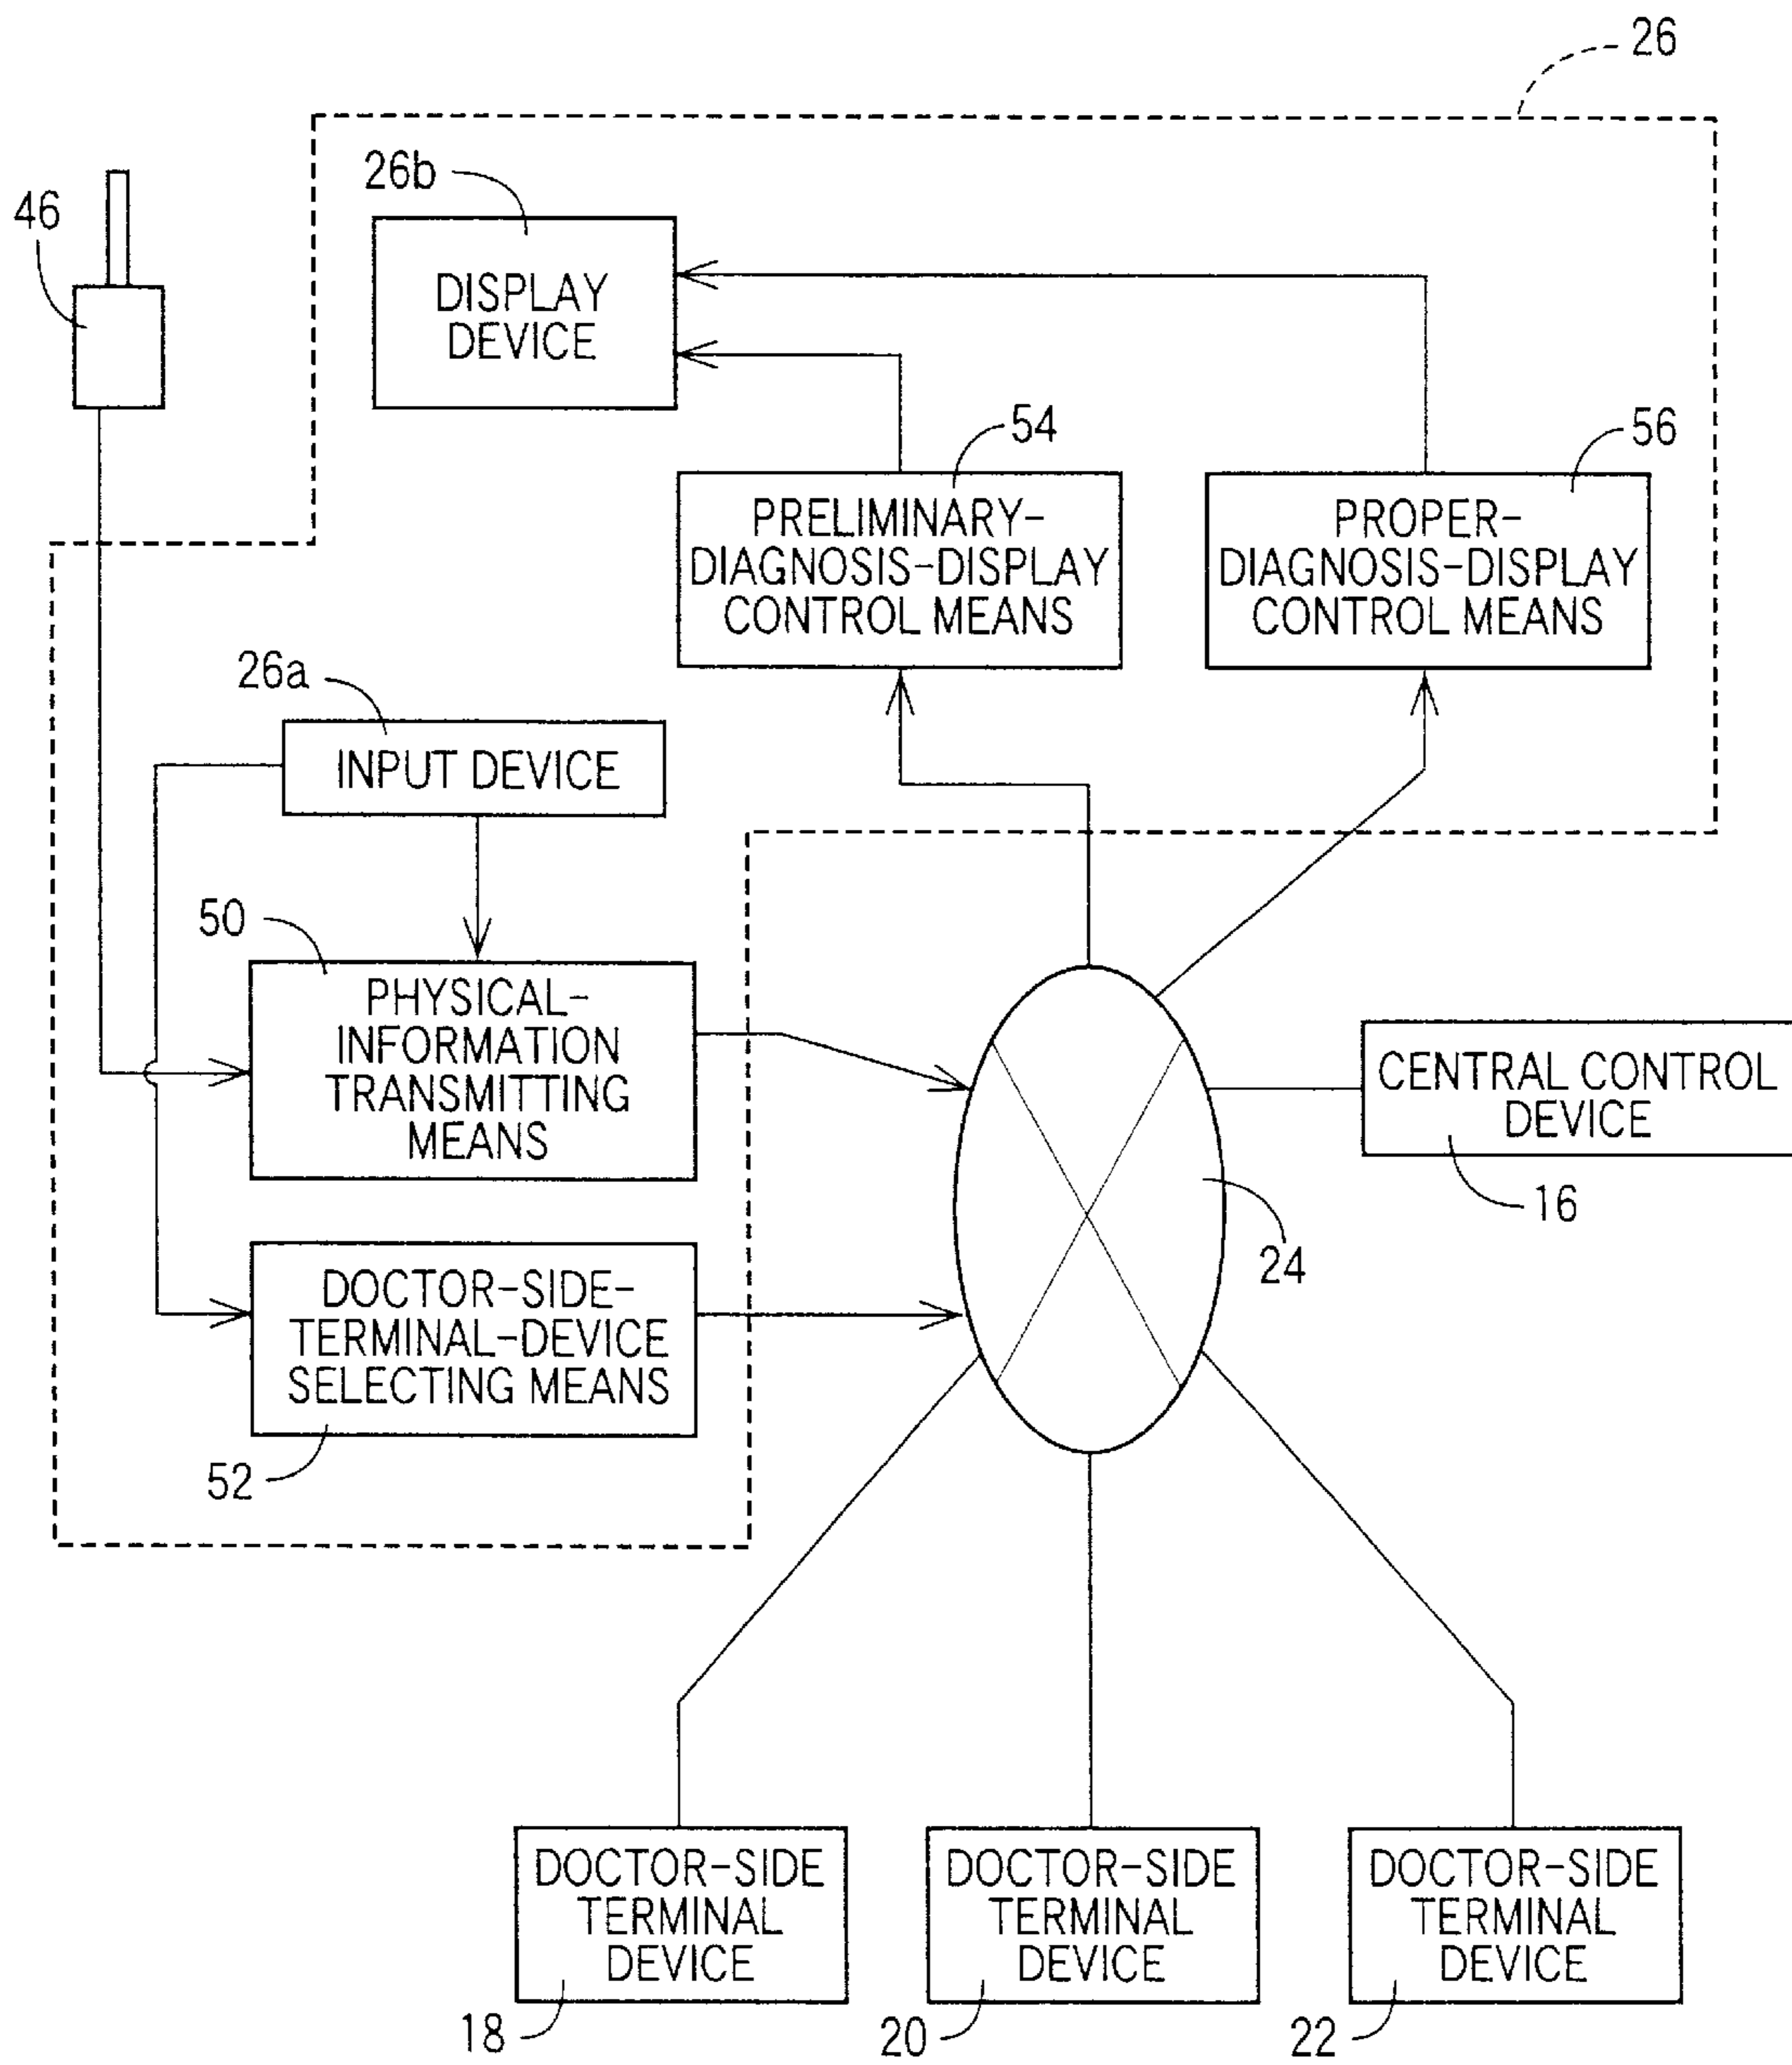 26
26b
46
DISPLAY
DEVICE
54
56
PRELIMINARY-
DIAGNOSIS-DISPLAY
CONTROL MEANS
PROPER-
DIAGNOSIS-DISPLAY
CONTROL MEANS
26a
INPUT DEVICE
50
PHYSICAL-
INFORMATION
TRANSMITTING
MEANS
CENTRAL CONTROL
DEVICE
16
24
DOCTOR-SIDE-
TERMINAL-DEVICE
SELECTING MEANS
52
DOCTOR-SIDE
TERMINAL
DEVICE
18
DOCTOR-SIDE
TERMINAL
DEVICE
20
DOCTOR-SIDE
TERMINAL
DEVICE
22